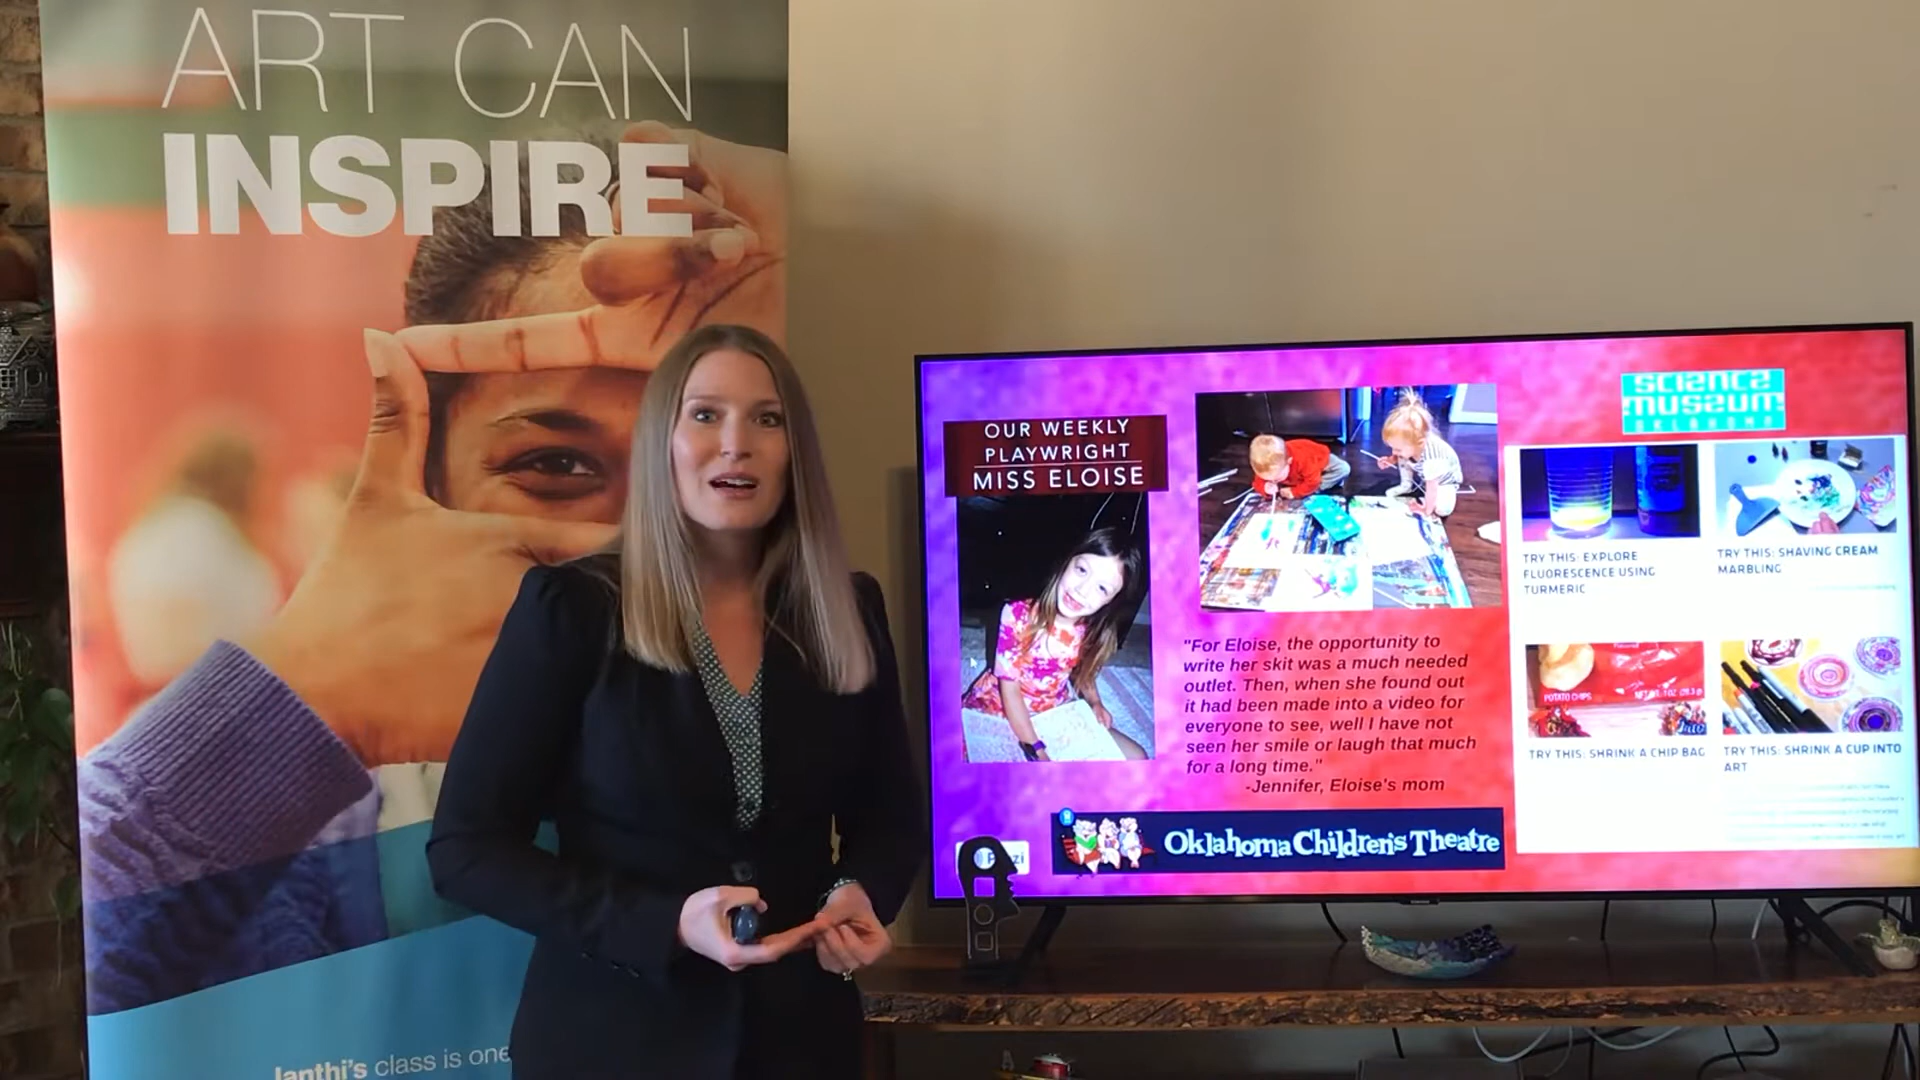 ART CAN
INSPIRE
Ianthi's class is one
OUR WEEKLY
PLAYWRIGHT
MISS ELOISE
"For Eloise, the opportunity to
write her skit was a much needed
outlet. Then, when she found out
it had been made into a video for
everyone to see, well I have not
seen her smile or laugh that much
for a long time."
-Jennifer, Eloise's mom
Oklahoma Children's Theatre
science
museum
OKLAHOMA
TRY THIS: EXPLORE
FLUORESCENCE USING
TURMERIC
TRY THIS: SHAVING CREAM
MARBLING
POTATO CHIPS
TRY THIS: SHRINK A CHIP BAG
TRY THIS: SHRINK A CUP INTO
ART